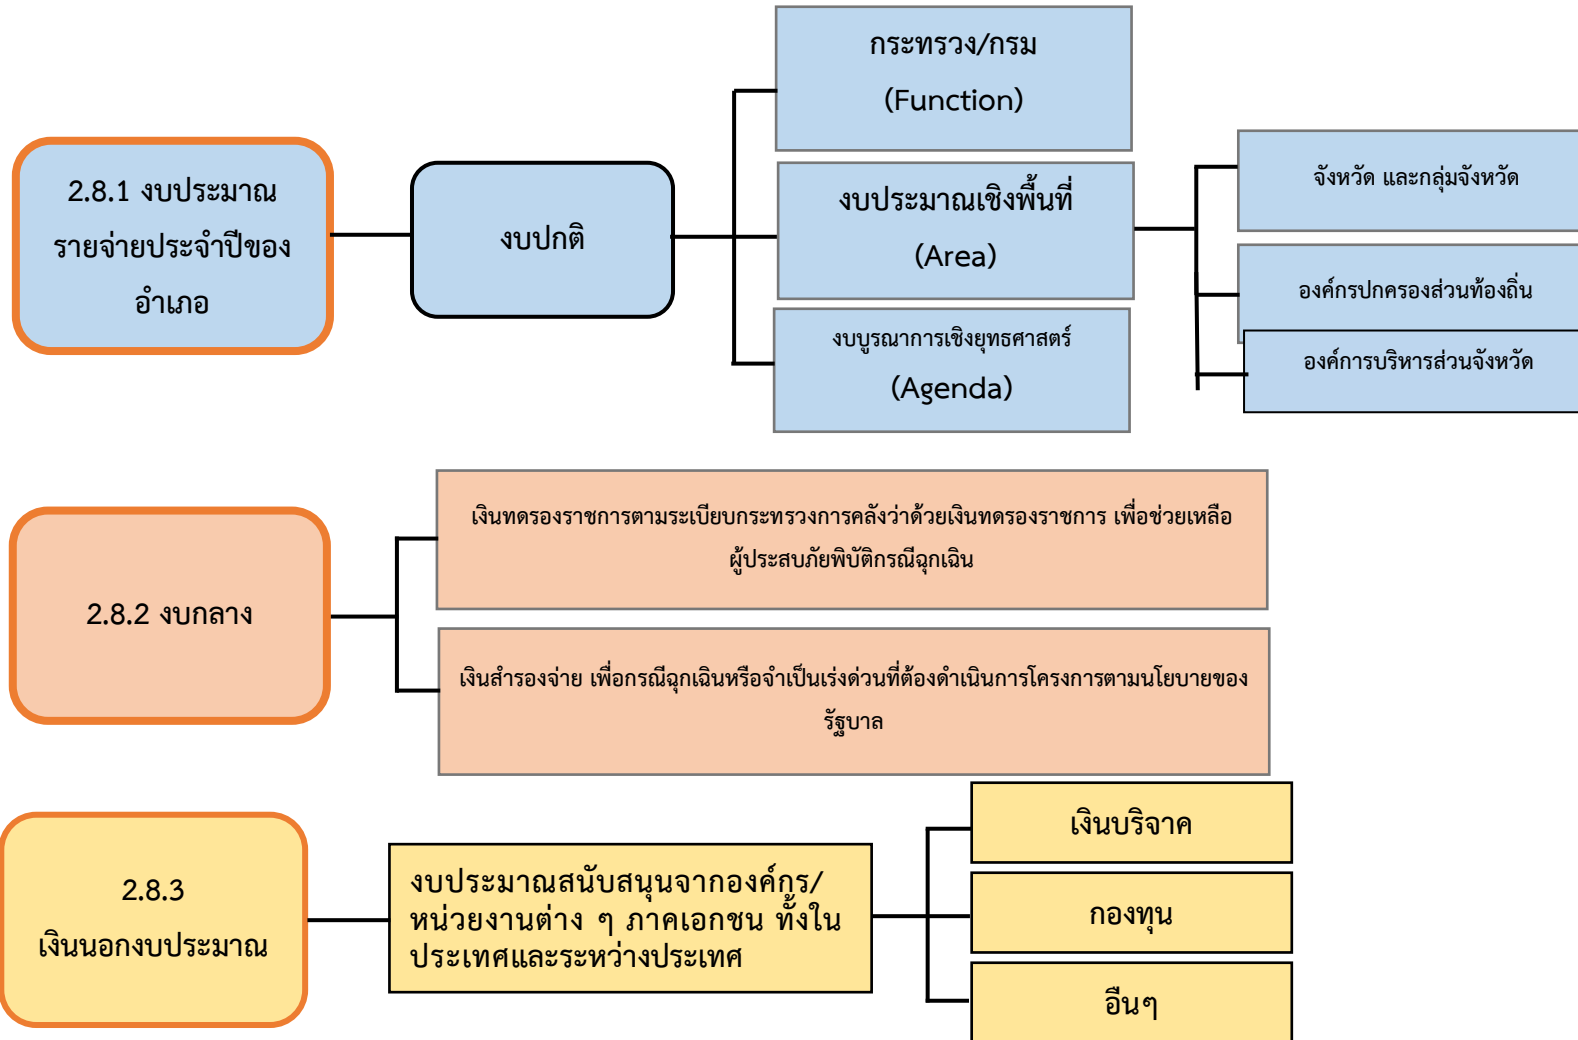 2.8.1 งบประมาณ
รายจ่ายประจำปีของ
อำเภอ
งบปกติ
กระทรวง/กรม
(Function)
งบประมาณเชิงพื้นที่
(Area)
งบบูรณาการเชิงยุทธศาสตร์
(Agenda)
จังหวัด และกลุ่มจังหวัด
องค์กรปกครองส่วนท้องถิ่น
องค์การบริหารส่วนจังหวัด
2.8.2 งบกลาง
เงินทดรองราชการตามระเบียบกระทรวงการคลังว่าด้วยเงินทดรองราชการ เพื่อช่วยเหลือ
ผู้ประสบภัยพิบัติกรณีฉุกเฉิน
เงินสำรองจ่าย เพื่อกรณีฉุกเฉินหรือจำเป็นเร่งด่วนที่ต้องดำเนินการโครงการตามนโยบายของ
รัฐบาล
2.8.3
เงินนอกงบประมาณ
งบประมาณสนับสนุนจากองค์กร/
หน่วยงานต่าง ๆ ภาคเอกชน ทั้งใน
ประเทศและระหว่างประเทศ
เงินบริจาค
กองทุน
อืนๆ